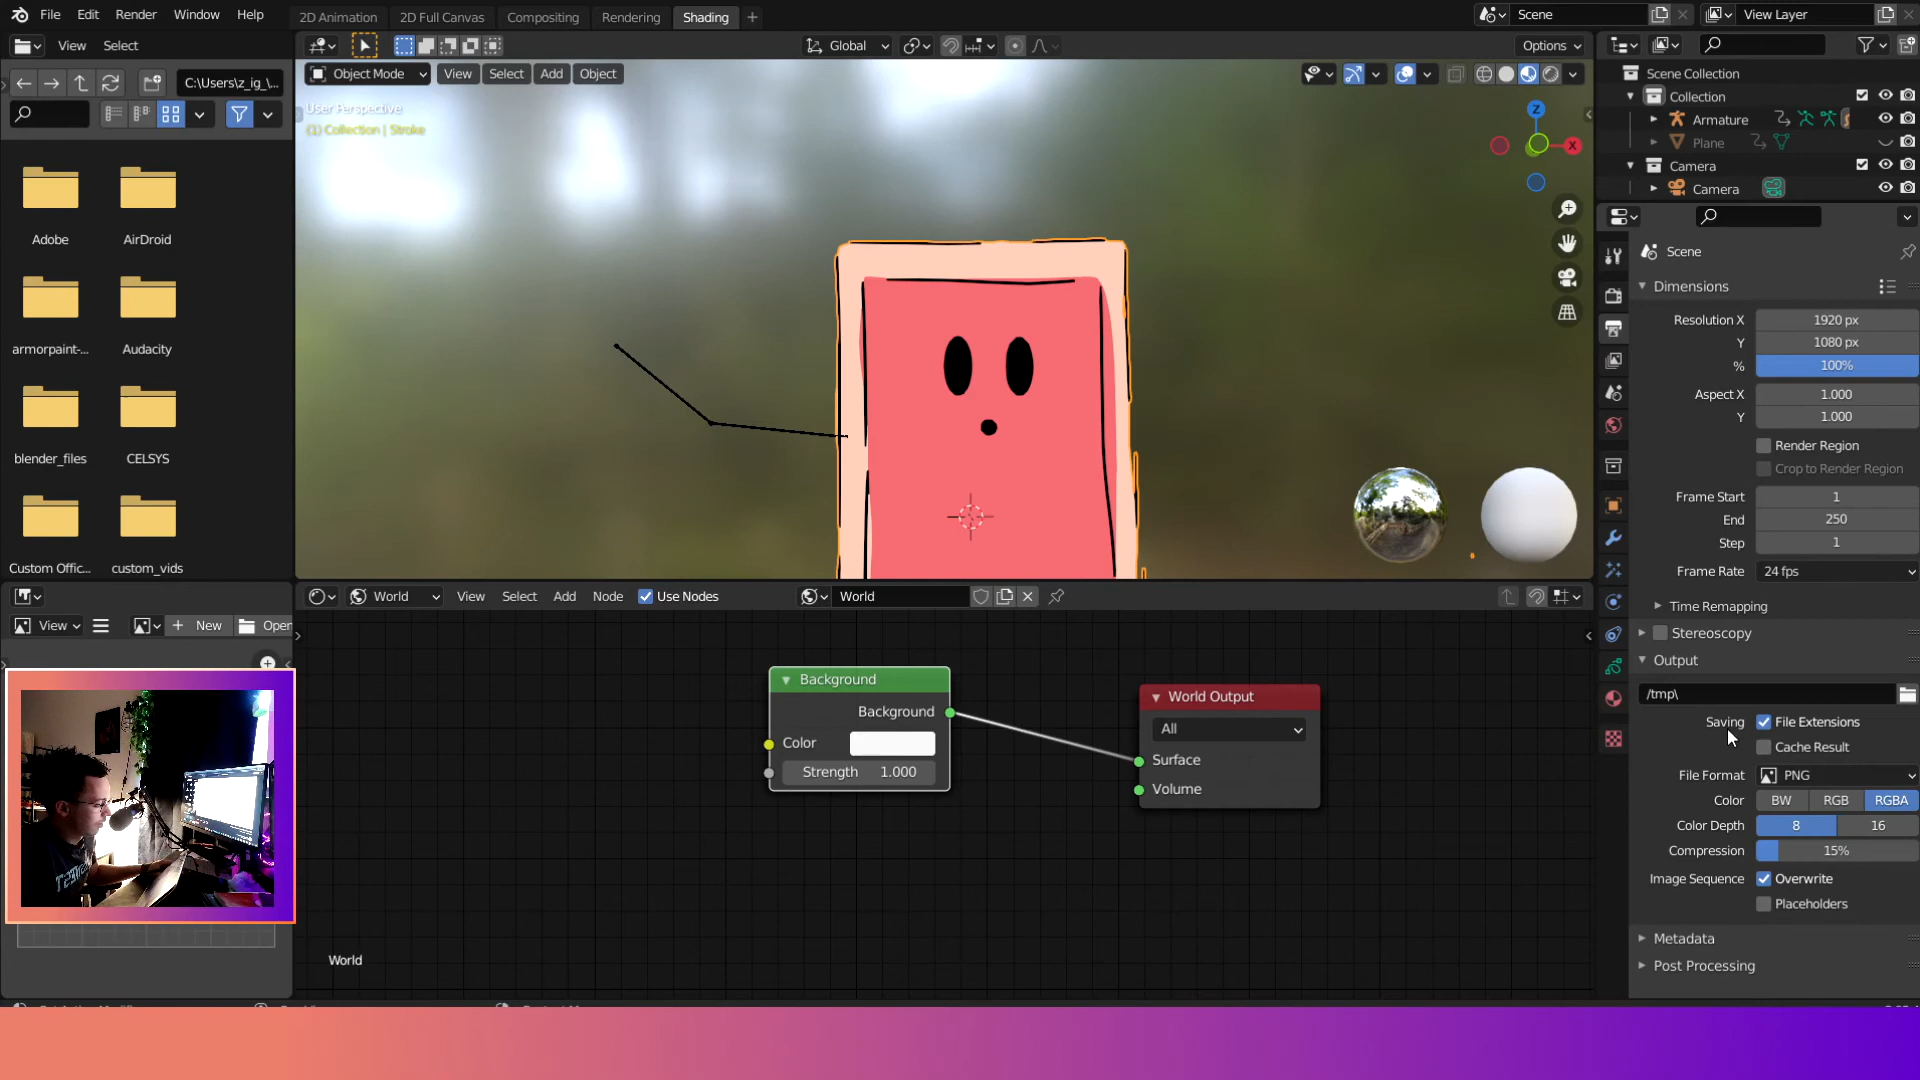 File Edit Render Window Help 2D Animation 2D Full Canvas Compositing Rendering Shading + Scene View Layer
View Select Global Options
C:\Users\z_ig_\... Object Mode View Select Add Object
Scene Collection
Collection
Armature
Plane
Camera
Camera
User Perspective
(1) Collection | Stroke
Z
X
Adobe AirDroid
armorpaint-... Audacity
blender_files CELSYS
Custom Offic... custom_vids
Scene
Dimensions
Resolution X 1920 px
Y 1080 px
% 100%
Aspect X 1.000
Y 1.000
Render Region
Crop to Render Region
Frame Start 1
End 250
Step 1
Frame Rate 24 fps
Time Remapping
Stereoscopy
Output
/tmp\
Saving File Extensions
Cache Result
File Format PNG
Color BW RGB RGBA
Color Depth 8 16
Compression 15%
Image Sequence Overwrite
Placeholders
Metadata
Post Processing
World View Select Add Node Use Nodes World
View New Open
Background
Background
Color
Strength 1.000
World Output
All
Surface
Volume
World